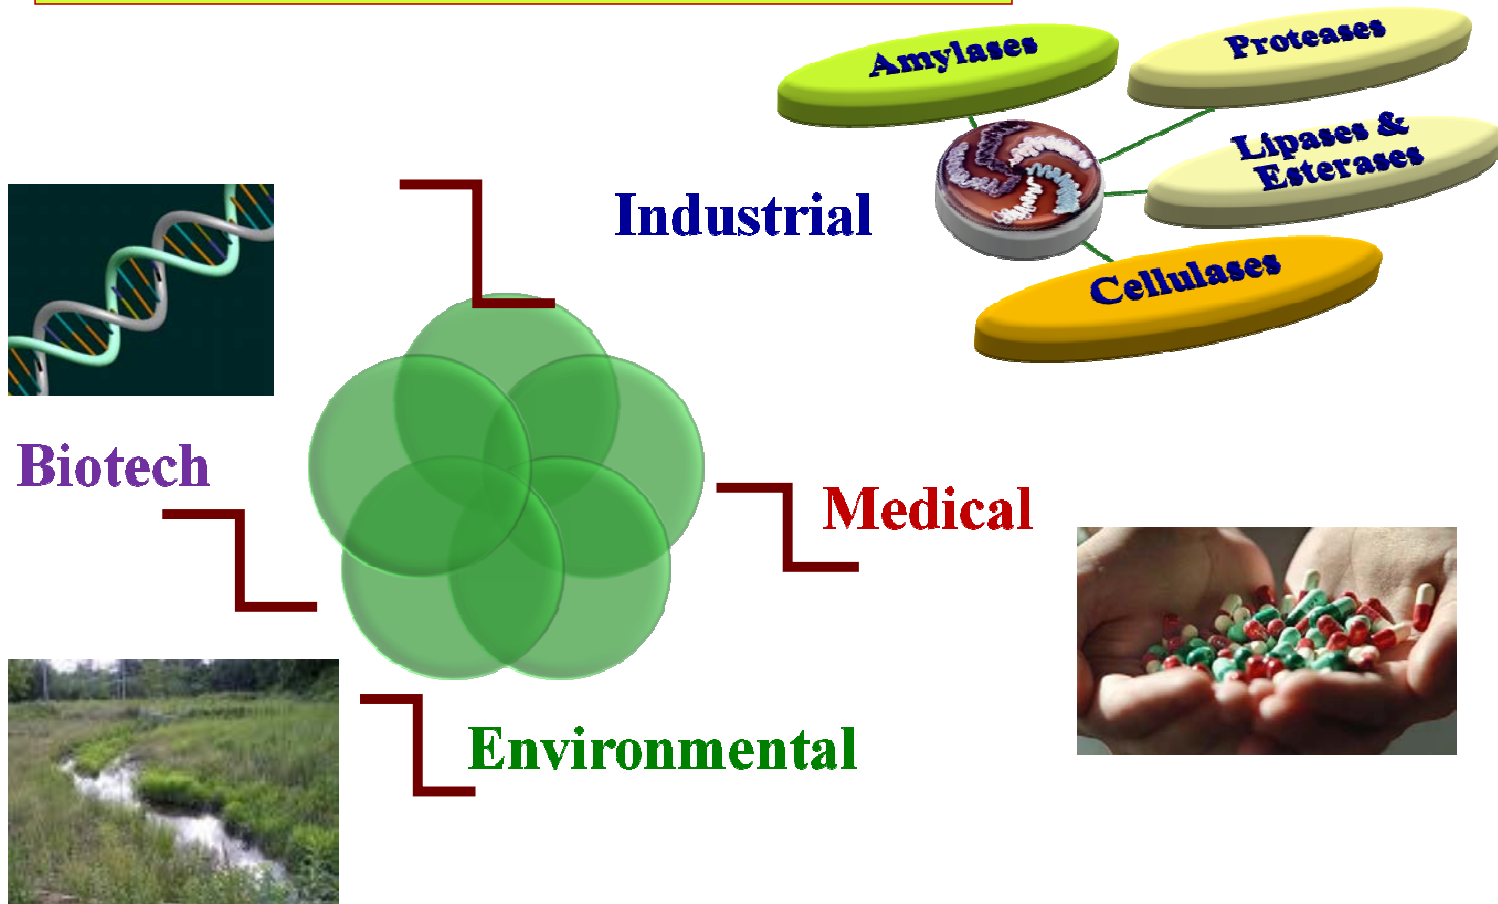 Amylases
Proteases
Lipases &
Esterases
Industrial
Cellulases
Biotech
Medical
Environmental